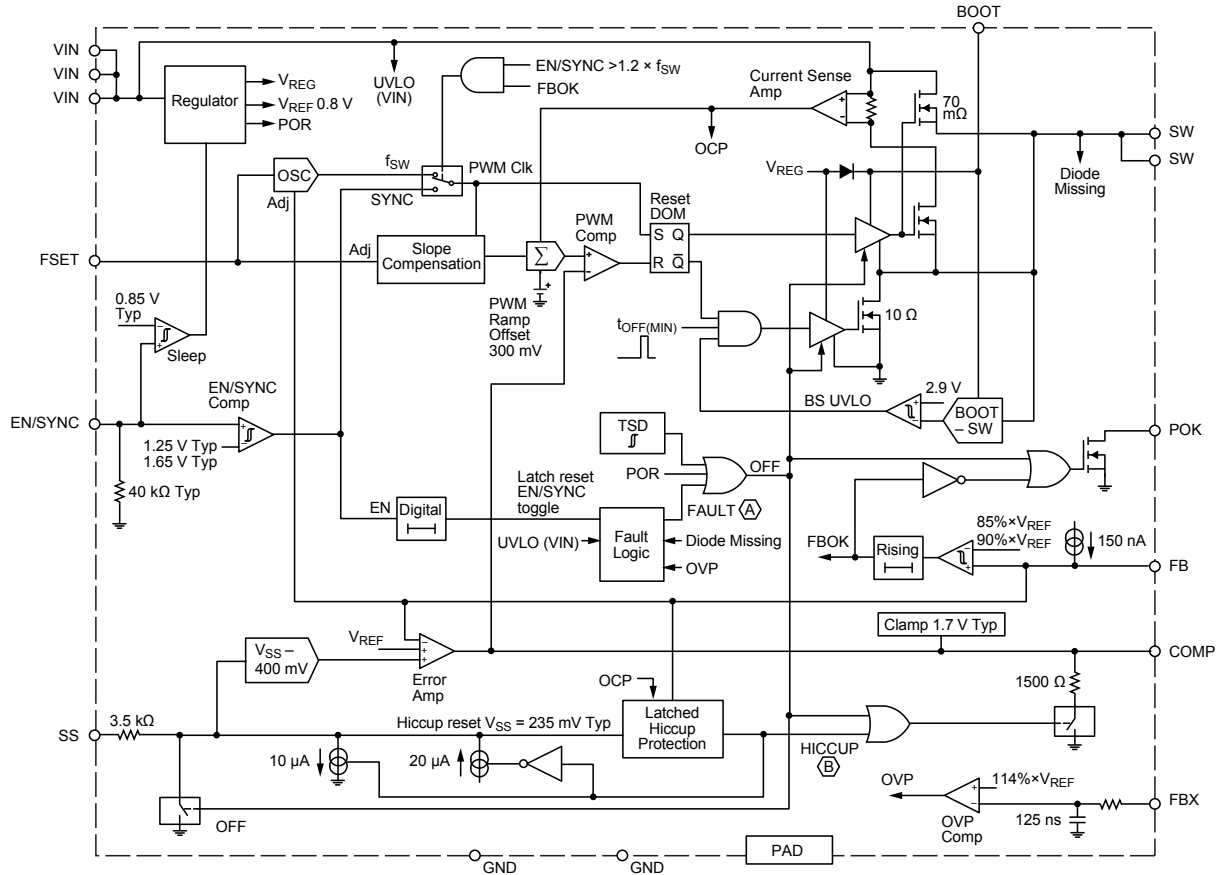 BOOT
VIN
VIN
VIN
Regulator
VREG
VREF 0.8 V
POR
UVLO
(VIN)
EN/SYNC >1.2 × fSW
FBOK
Current Sense
Amp
70
mΩ
SW
SW
Diode
Missing
OCP
VREG
fSW
PWM Clk
OSC
Adj
SYNC
Reset
DOM
S Q
R Q̅
PWM
Comp
FSET
Adj
Slope
Compensation
Σ
PWM
Ramp
Offset
300 mV
10 Ω
0.85 V
Typ
Sleep
tOFF(MIN)
2.9 V
BS UVLO
BOOT
– SW
EN/SYNC
Comp
EN/SYNC
1.25 V Typ
1.65 V Typ
40 kΩ Typ
TSD
POR
OFF
POK
Latch reset
EN/SYNC
toggle
FAULT A
EN
Digital
UVLO (VIN)
Fault
Logic
Diode Missing
OVP
FBOK
Rising
85%×VREF
90%×VREF
150 nA
FB
Clamp 1.7 V Typ
VREF
VSS –
400 mV
Error
Amp
COMP
1500 Ω
OCP
SS
3.5 kΩ
Hiccup reset VSS = 235 mV Typ
Latched
Hiccup
Protection
HICCUP
B
10 µA
20 µA
OVP
114%×VREF
OVP
Comp
125 ns
FBX
OFF
GND
GND
PAD